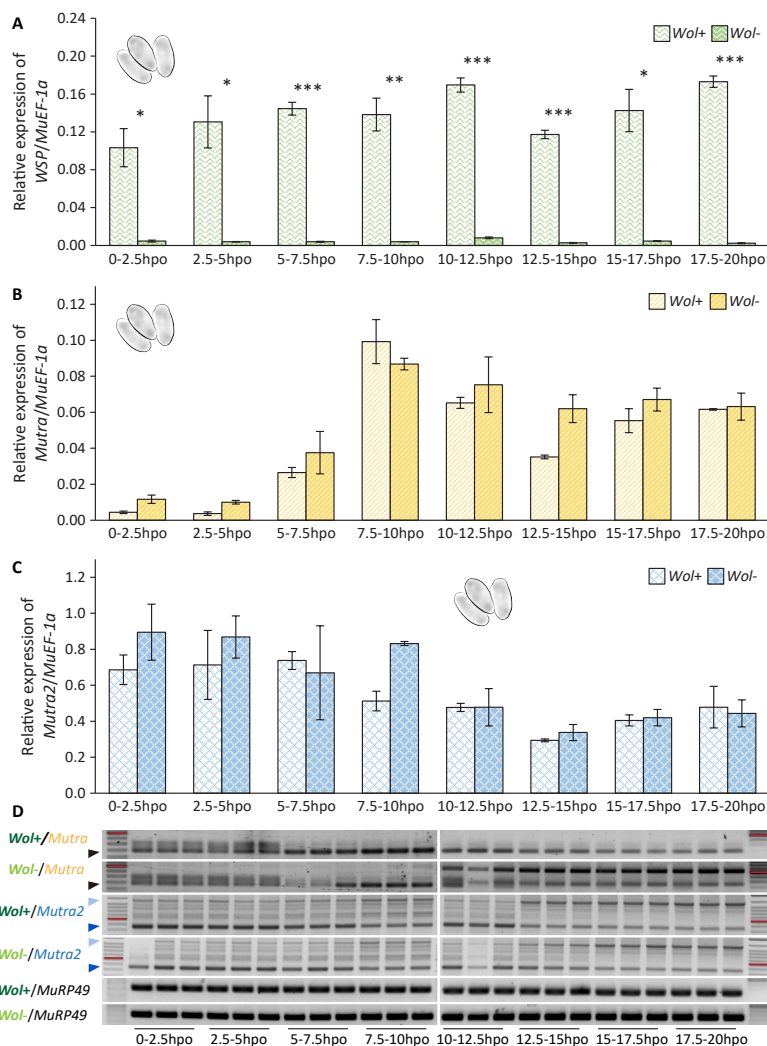 A
Relative expression of
WSP/MuEF-1a
0.24
0.20
0.16
0.12
0.08
0.04
0.00
Wol+ Wol-
* * *** ** *** *** * ***
0-2.5hpo 2.5-5hpo 5-7.5hpo 7.5-10hpo 10-12.5hpo 12.5-15hpo 15-17.5hpo 17.5-20hpo
B
Relative expression of
Mutra/MuEF-1a
0.12
0.10
0.08
0.06
0.04
0.02
0.00
Wol+ Wol-
0-2.5hpo 2.5-5hpo 5-7.5hpo 7.5-10hpo 10-12.5hpo 12.5-15hpo 15-17.5hpo 17.5-20hpo
C
Relative expression of
Mutra2/MuEF-1a
1.2
1.0
0.8
0.6
0.4
0.2
0.0
Wol+ Wol-
0-2.5hpo 2.5-5hpo 5-7.5hpo 7.5-10hpo 10-12.5hpo 12.5-15hpo 15-17.5hpo 17.5-20hpo
D
Wol+/Mutra
Wol-/Mutra
Wol+/Mutra2
Wol-/Mutra2
Wol+/MuRP49
Wol-/MuRP49
0-2.5hpo 2.5-5hpo 5-7.5hpo 7.5-10hpo 10-12.5hpo 12.5-15hpo 15-17.5hpo 17.5-20hpo